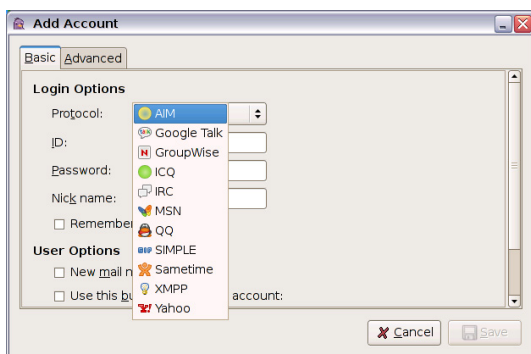 Add Account
Basic Advanced
Login Options
Protocol: AIM
Google Talk
ID:
GroupWise
Password: ICQ
IRC
Nick name:
MSN
Remember
QQ
User Options
SIMPLE
New mail n
Sametime
XMPP
Use this bu account:
Yahoo
Cancel Save